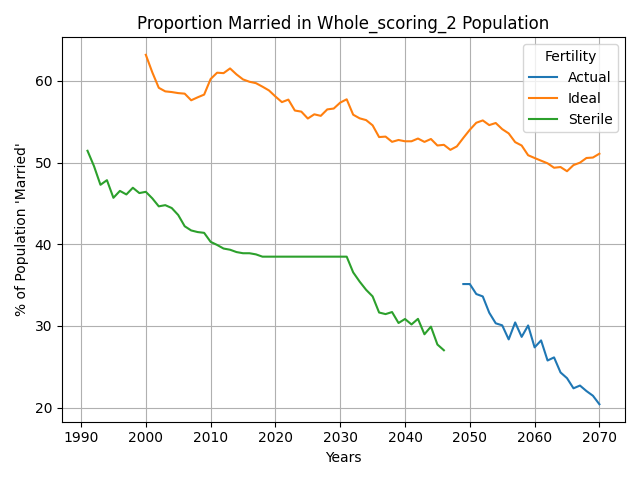 Proportion Married in Whole_scoring_2 Population
Fertility
Actual
Ideal
Sterile
% of Population 'Married'
60
50
40
30
20
1990 2000 2010 2020 2030 2040 2050 2060 2070
Years